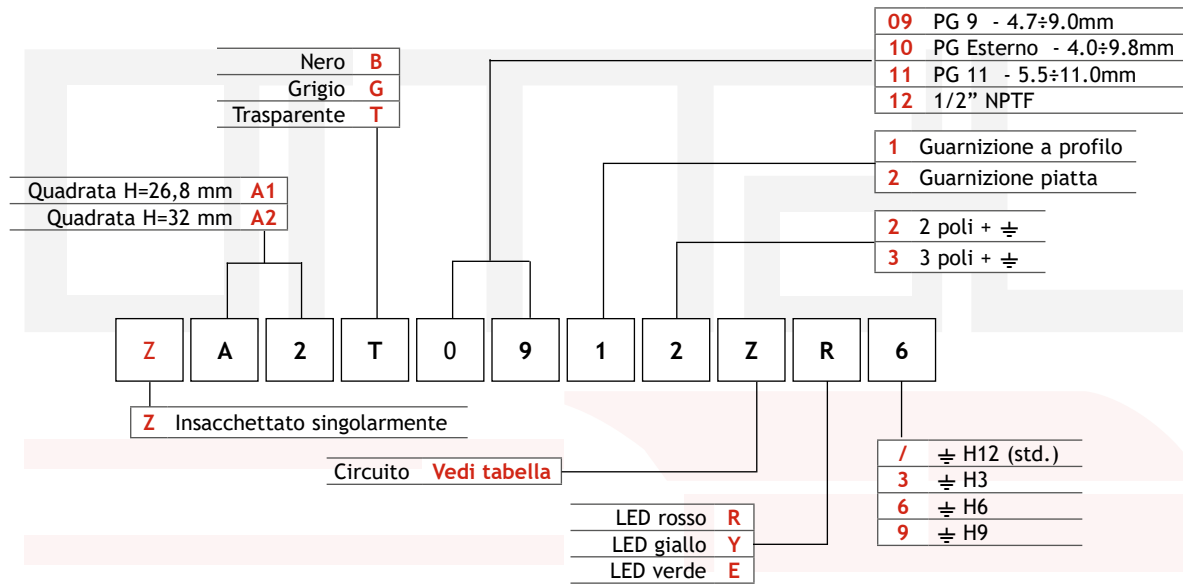 09 PG 9 - 4.7÷9.0mm
10 PG Esterno - 4.0÷9.8mm
11 PG 11 - 5.5÷11.0mm
12 1/2” NPTF
Nero B
Grigio G
Trasparente T
1 Guarnizione a profilo
2 Guarnizione piatta
Quadrata H=26,8 mm A1
Quadrata H=32 mm A2
2 2 poli + ⏚
3 3 poli + ⏚
Z A 2 T 0 9 1 2 Z R 6
Z Insacchettato singolarmente
Circuito Vedi tabella
/ ⏚ H12 (std.)
3 ⏚ H3
6 ⏚ H6
9 ⏚ H9
LED rosso R
LED giallo Y
LED verde E